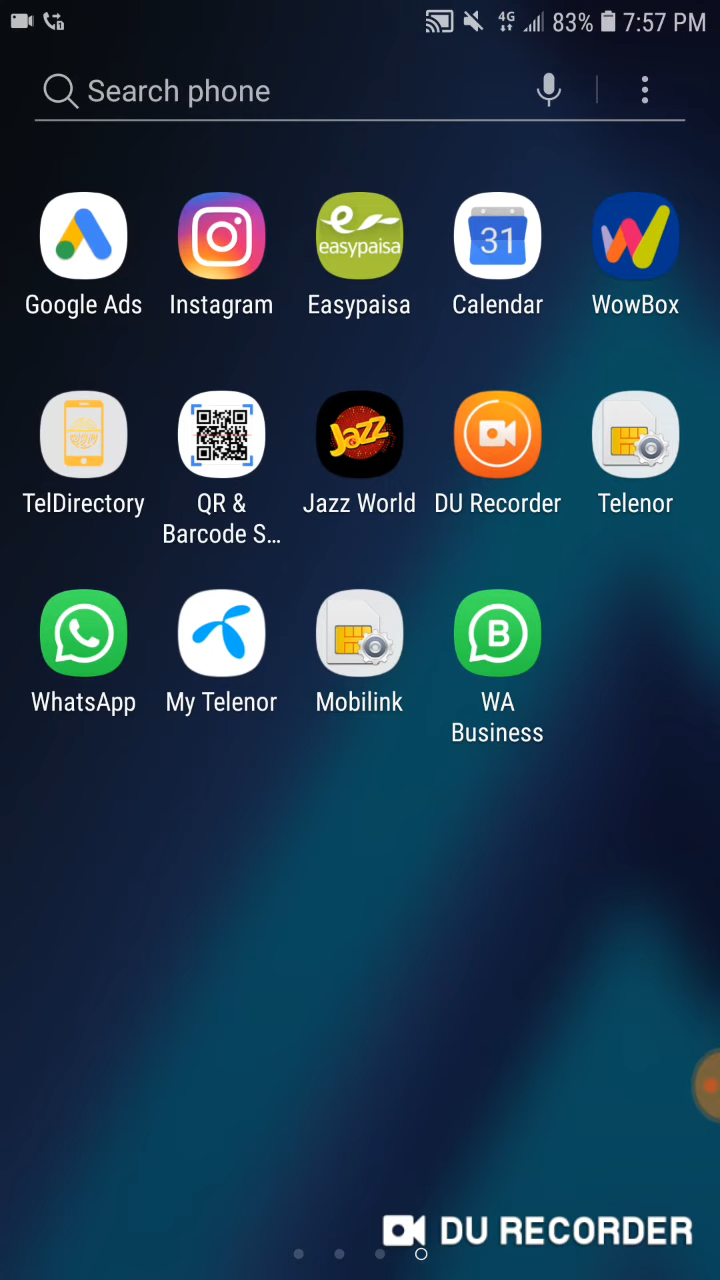 4G 83% 7:57 PM
Search phone
easypaisa
31
Google Ads Instagram Easypaisa Calendar WowBox
Jazz
TelDirectory QR & Jazz World DU Recorder Telenor
Barcode S...
B
WhatsApp My Telenor Mobilink WA
Business
DU RECORDER